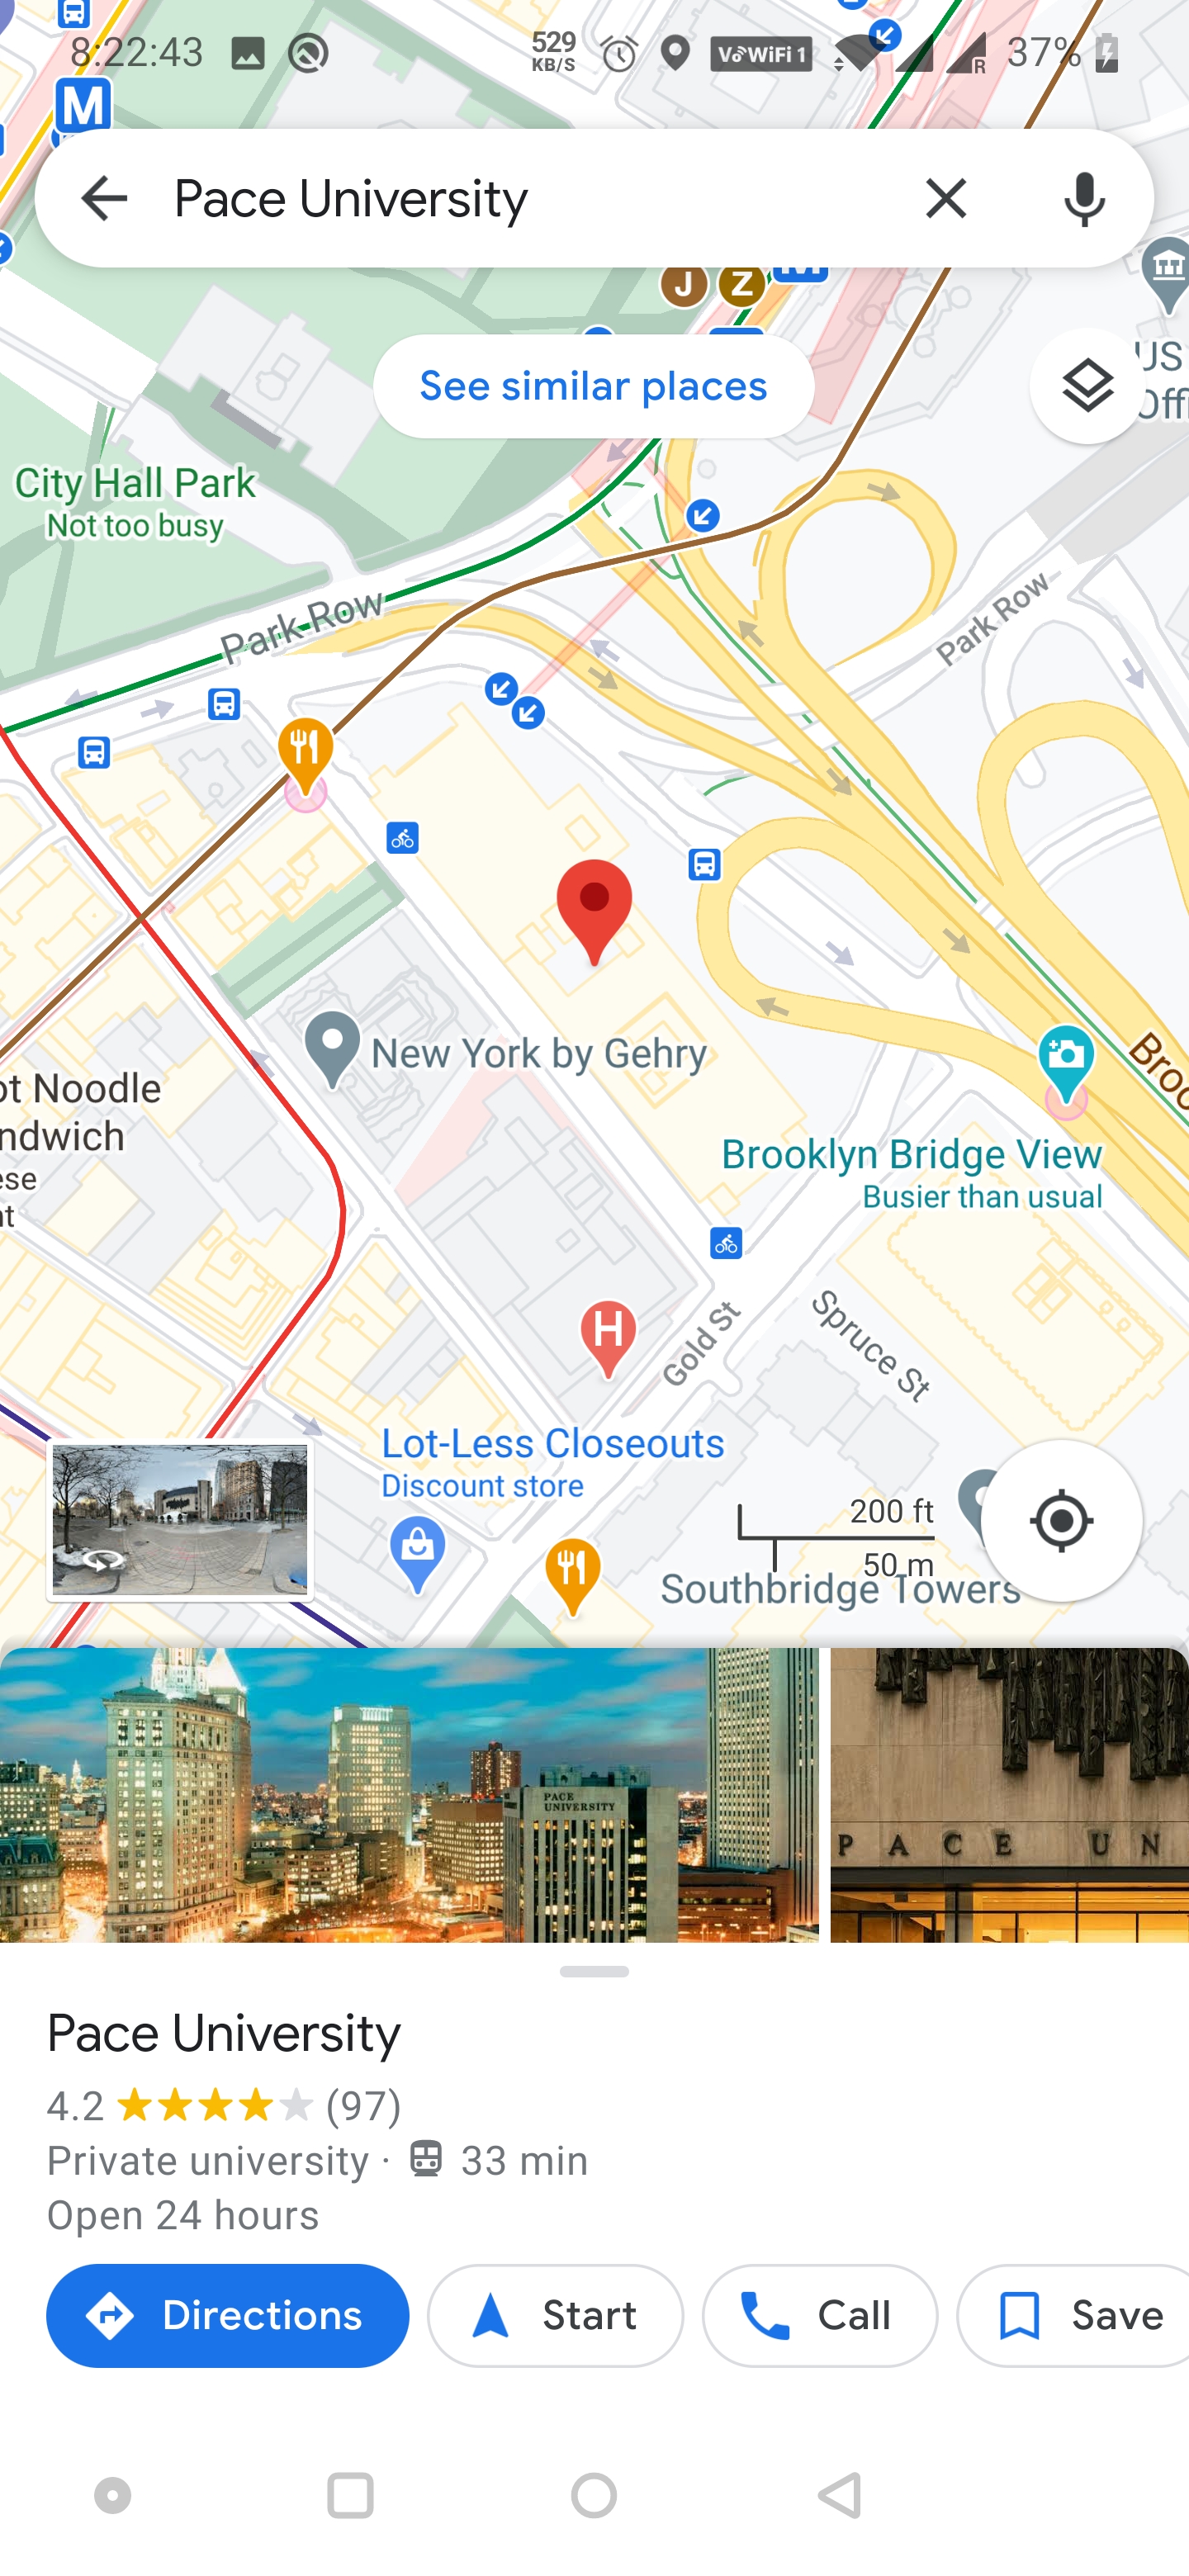 8:22:43
529
KB/S
VoWiFi 1
R
37%
M
Pace University
J
Z
See similar places
US
Offi
City Hall Park
Not too busy
Park Row
Park Row
New York by Gehry
ot Noodle
ndwich
ese
nt
Broo
Brooklyn Bridge View
Busier than usual
H
Gold St
Spruce St
Lot-Less Closeouts
Discount store
200 ft
50 m
Southbridge Towers
PACE
UNIVERSITY
PACE UN
Pace University
4.2 (97)
Private university · 33 min
Open 24 hours
Directions
Start
Call
Save